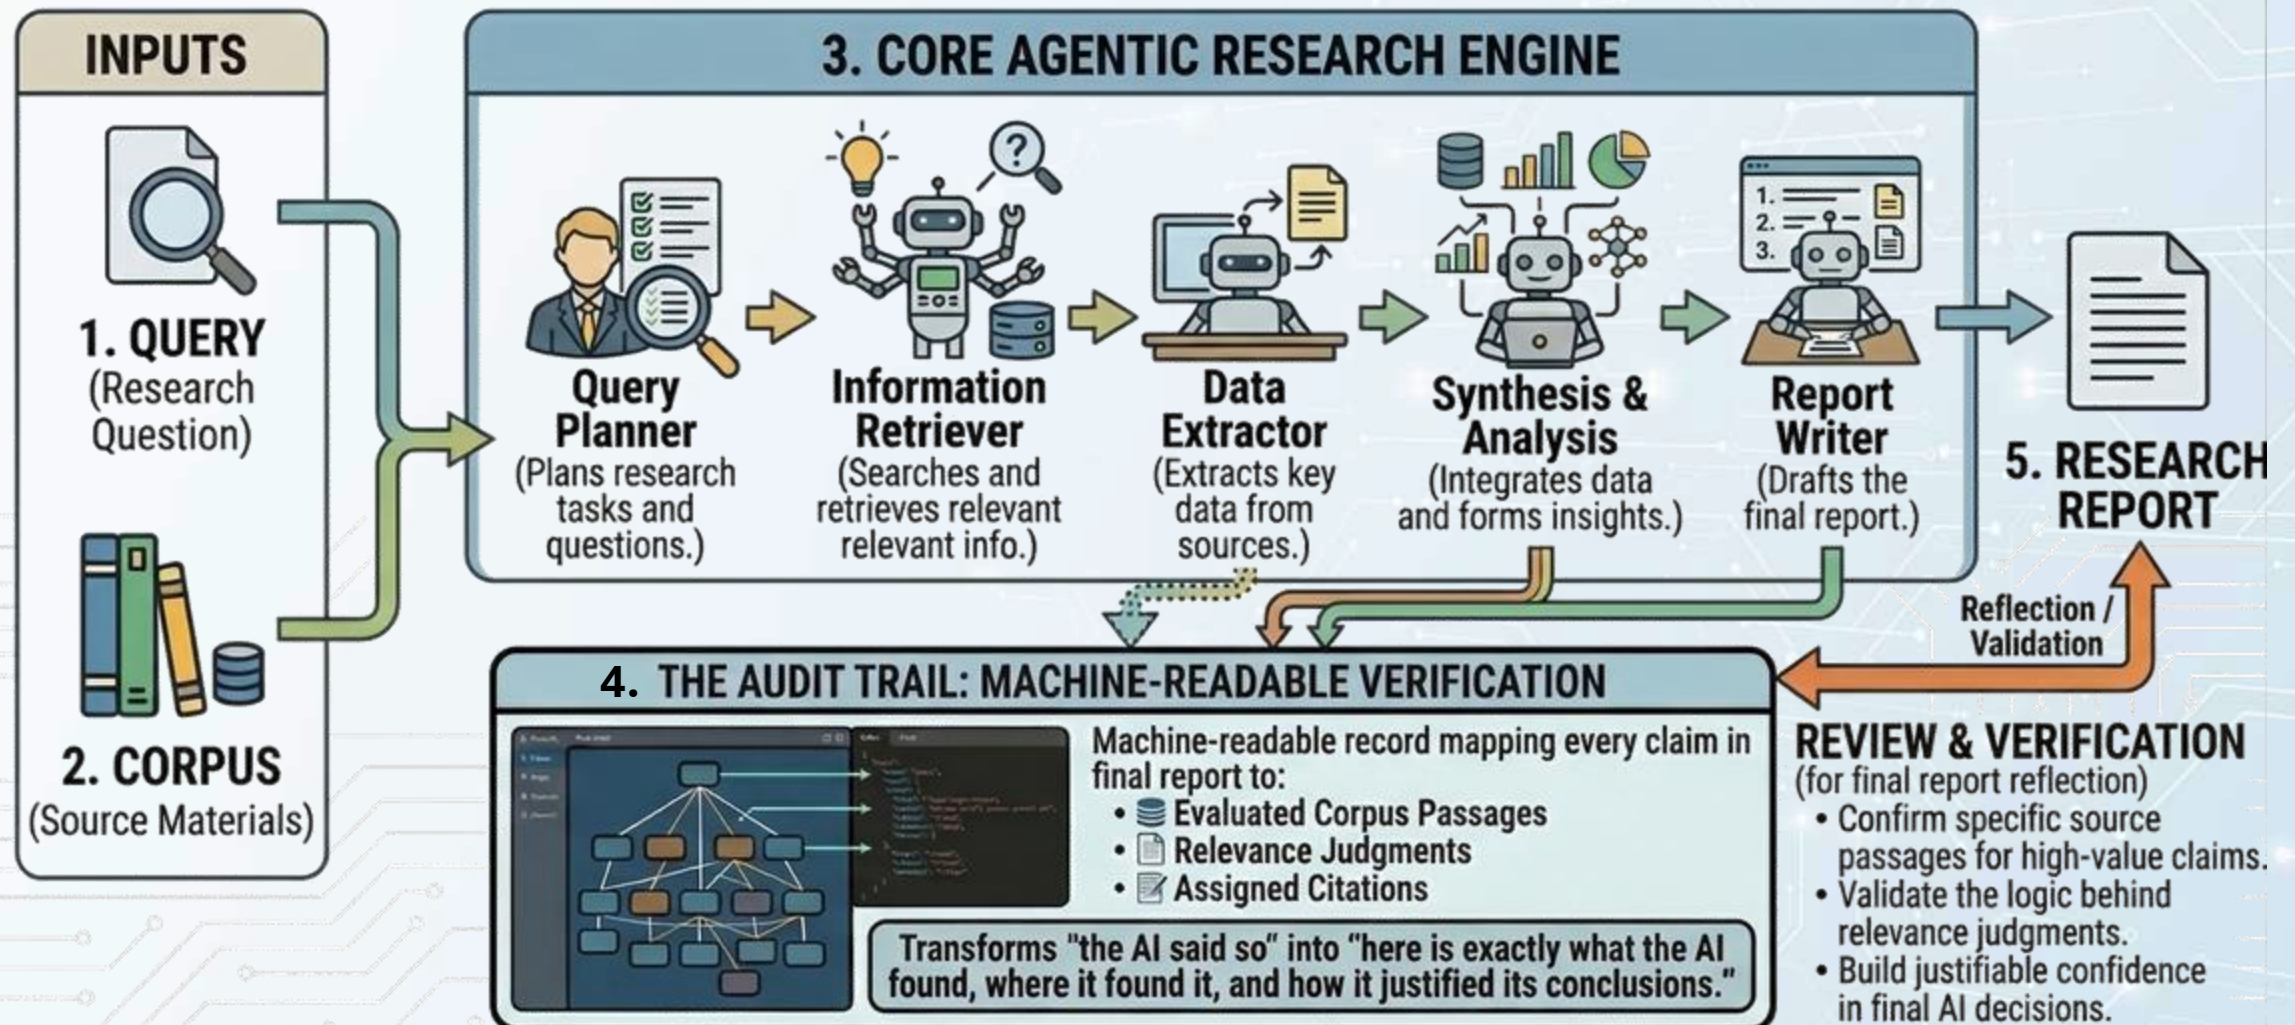 INPUTS
1. QUERY
(Research
Question)
2. CORPUS
(Source Materials)
3. CORE AGENTIC RESEARCH ENGINE
Query
Planner
(Plans research
tasks and
questions.)
?
Information
Retriever
(Searches and
retrieves relevant
relevant info.)
Data
Extractor
(Extracts key
data from
sources.)
Synthesis &
Analysis
(Integrates data
and forms insights.)
1.
2.
3.
Report
Writer
(Drafts the
final report.)
5. RESEARCH
REPORT
Reflection /
Validation
4. THE AUDIT TRAIL: MACHINE-READABLE VERIFICATION
Machine-readable record mapping every claim in
final report to:
• Evaluated Corpus Passages
• Relevance Judgments
• Assigned Citations
Transforms "the AI said so" into "here is exactly what the AI
found, where it found it, and how it justified its conclusions."
REVIEW & VERIFICATION
(for final report reflection)
• Confirm specific source
passages for high-value claims.
• Validate the logic behind
relevance judgments.
• Build justifiable confidence
in final AI decisions.